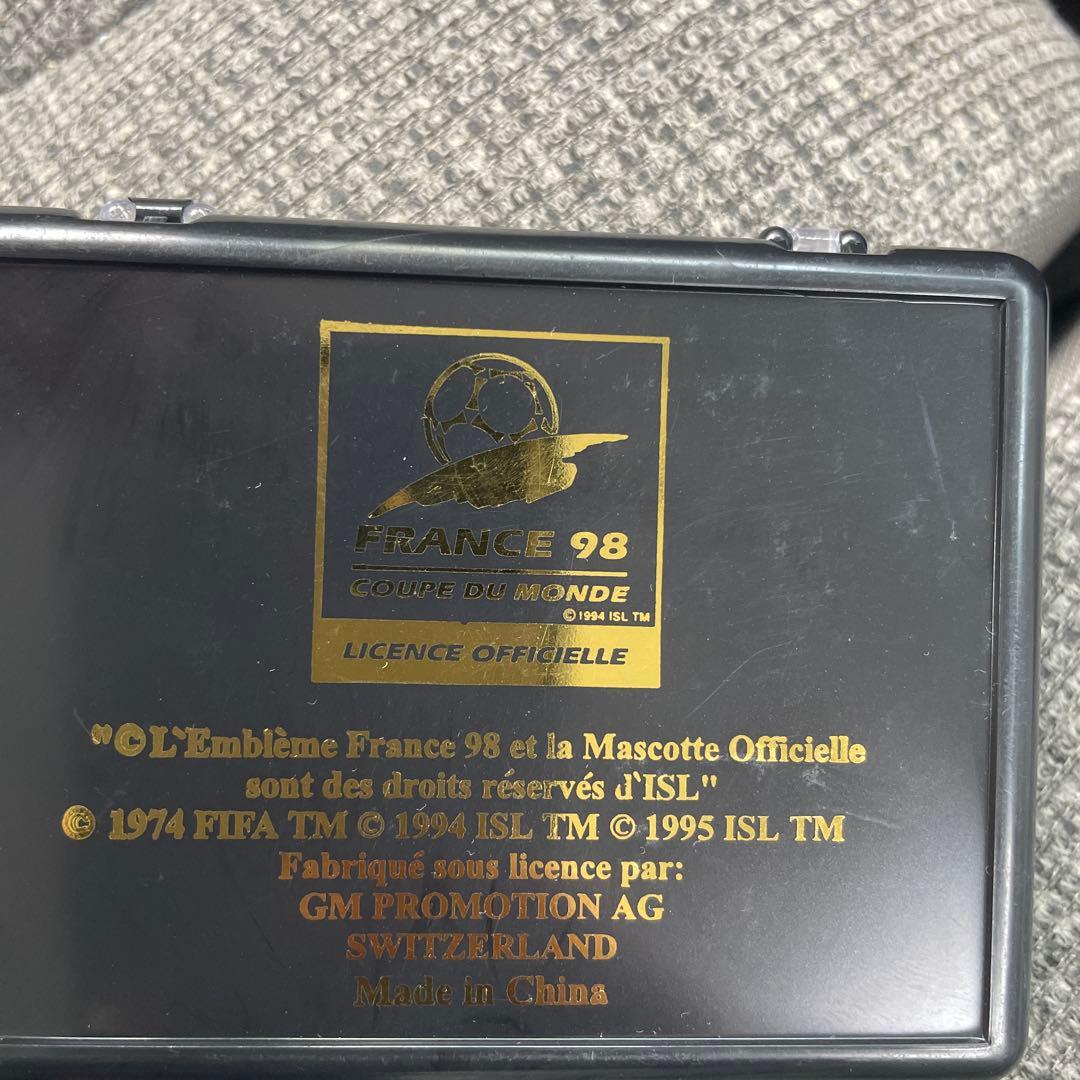 FRANCE 98
COUPE DU MONDE
©1994 ISL TM
LICENCE OFFICIELLE
"©L`Emblème France 98 et la Mascotte Officielle
sont des droits réservés d`ISL"
© 1974 FIFA TM © 1994 ISL TM © 1995 ISL TM
Fabriqué sous licence par:
GM PROMOTION AG
SWITZERLAND
Made in China